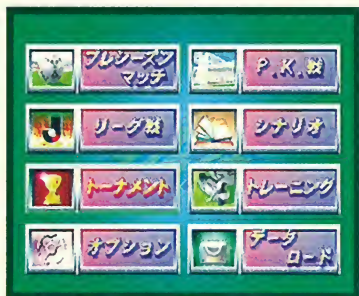 プレシーズン
マッチ
P.K.戦
リーグ戦
シナリオ
トーナメント
トレーニング
オプション
データ
ロード